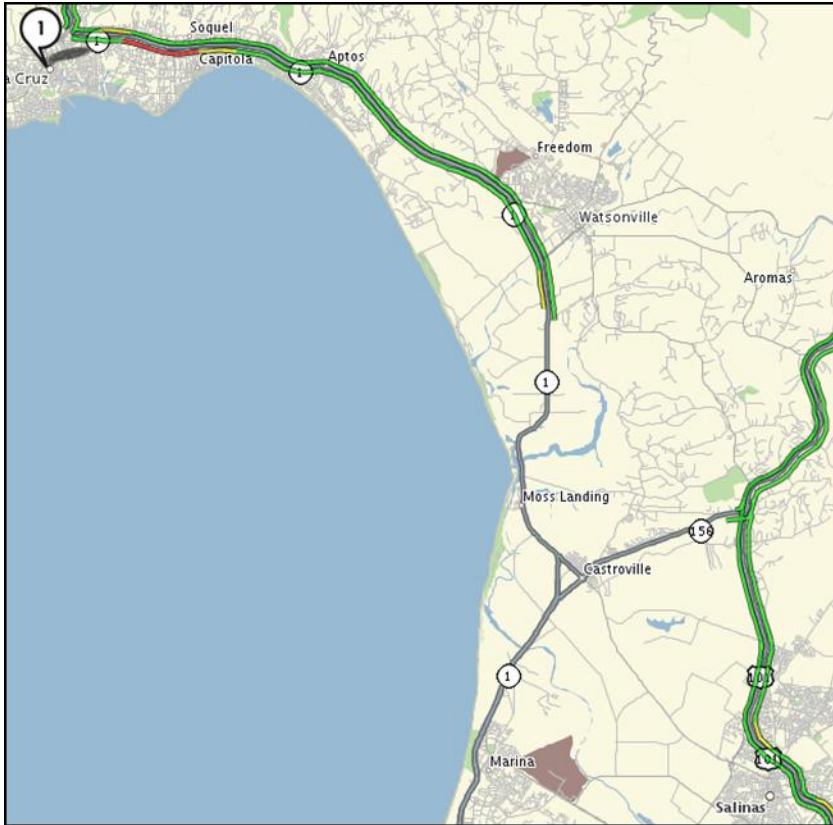 1
Soquel
1
Capitola
Aptos
1
a Cruz
Freedom
1
Watsonville
Aromas
1
Moss Landing
156
Castroville
1
101
Marina
101
Salinas